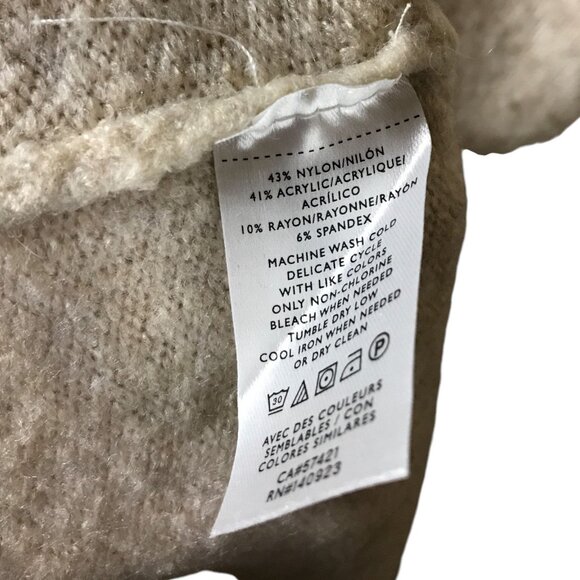 43% NYLON/NILÓN
41% ACRYLIC/ACRYLIQUE/
ACRÍLICO
10% RAYON/RAYONNE/RAYÓN
6% SPANDEX
MACHINE WASH COLD
DELICATE CYCLE
WITH LIKE COLORS
ONLY NON-CHLORINE
BLEACH WHEN NEEDED
TUMBLE DRY LOW
COOL IRON WHEN NEEDED
OR DRY CLEAN
30 P
AVEC DES COULEURS
SEMBLABLES / CON
COLORES SIMILARES
CA#57421
RN#140923